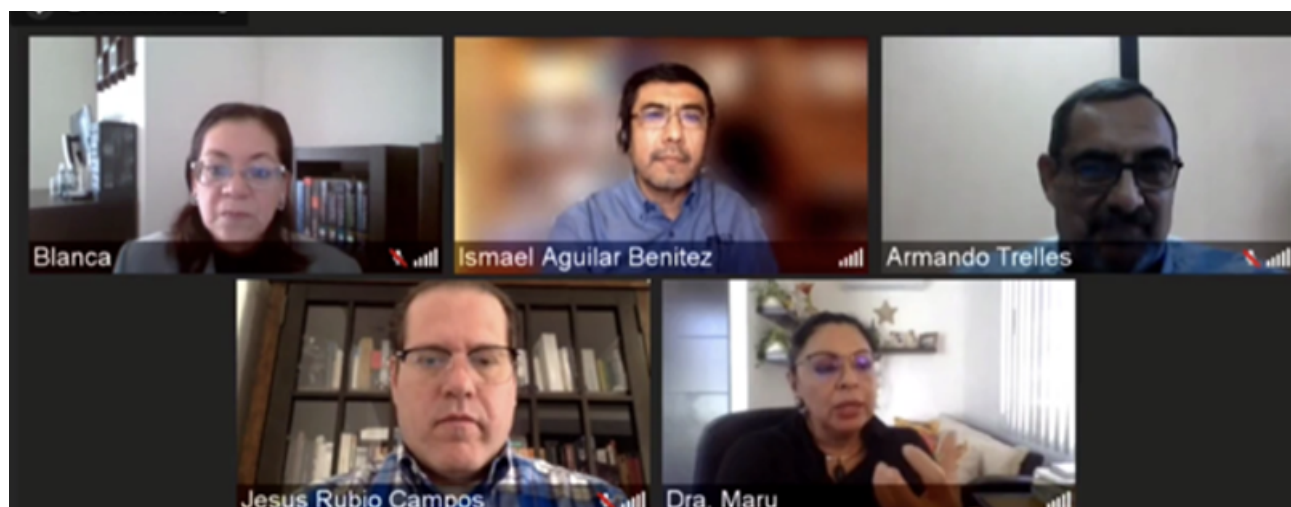 Blanca
Ismael Aguilar Benitez
Armando Trelles
Jesus Rubio Campos
Dra. Maru